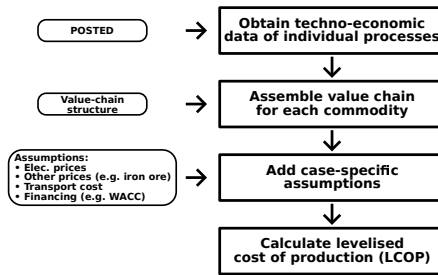 POSTED
Obtain techno-economic
data of individual processes
Value-chain
structure
Assemble value chain
for each commodity
Assumptions:
• Elec. prices
• Other prices (e.g. iron ore)
• Transport cost
• Financing (e.g. WACC)
Add case-specific
assumptions
Calculate levelised
cost of production (LCOP)